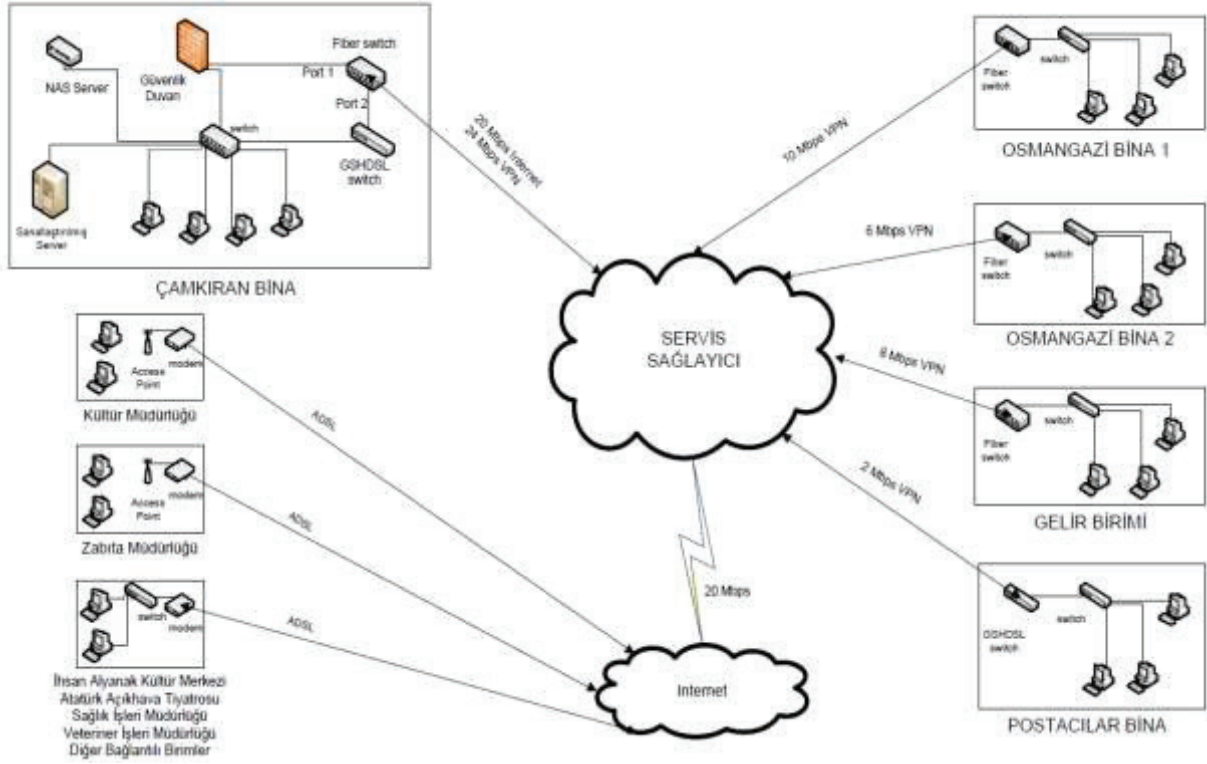 NAS Server
Güvenlik
Duvarı
Fiber switch
Port 1
Port 2
switch
GSHDSL
switch
Sanallaştırılmış
Server
ÇAMKIRAN BİNA
20 Mbps Internet
24 Mbps VPN
Access
Point
modem
Kültür Müdürlüğü
ADSL
Access
Point
modem
Zabıta Müdürlüğü
ADSL
switch
modem
ADSL
İhsan Alyanak Kültür Merkezi
Atatürk Açıkhava Tiyatrosu
Sağlık İşleri Müdürlüğü
Veteriner İşleri Müdürlüğü
Diğer Bağlantılı Birimler
SERVİS
SAĞLAYICI
20 Mbps
Internet
10 Mbps VPN
Fiber
switch
switch
OSMANGAZİ BİNA 1
6 Mbps VPN
Fiber
switch
switch
OSMANGAZİ BİNA 2
Mbps VPN
Fiber
switch
switch
GELİR BİRİMİ
2 Mbps VPN
GSHDSL
switch
switch
POSTACILAR BİNA